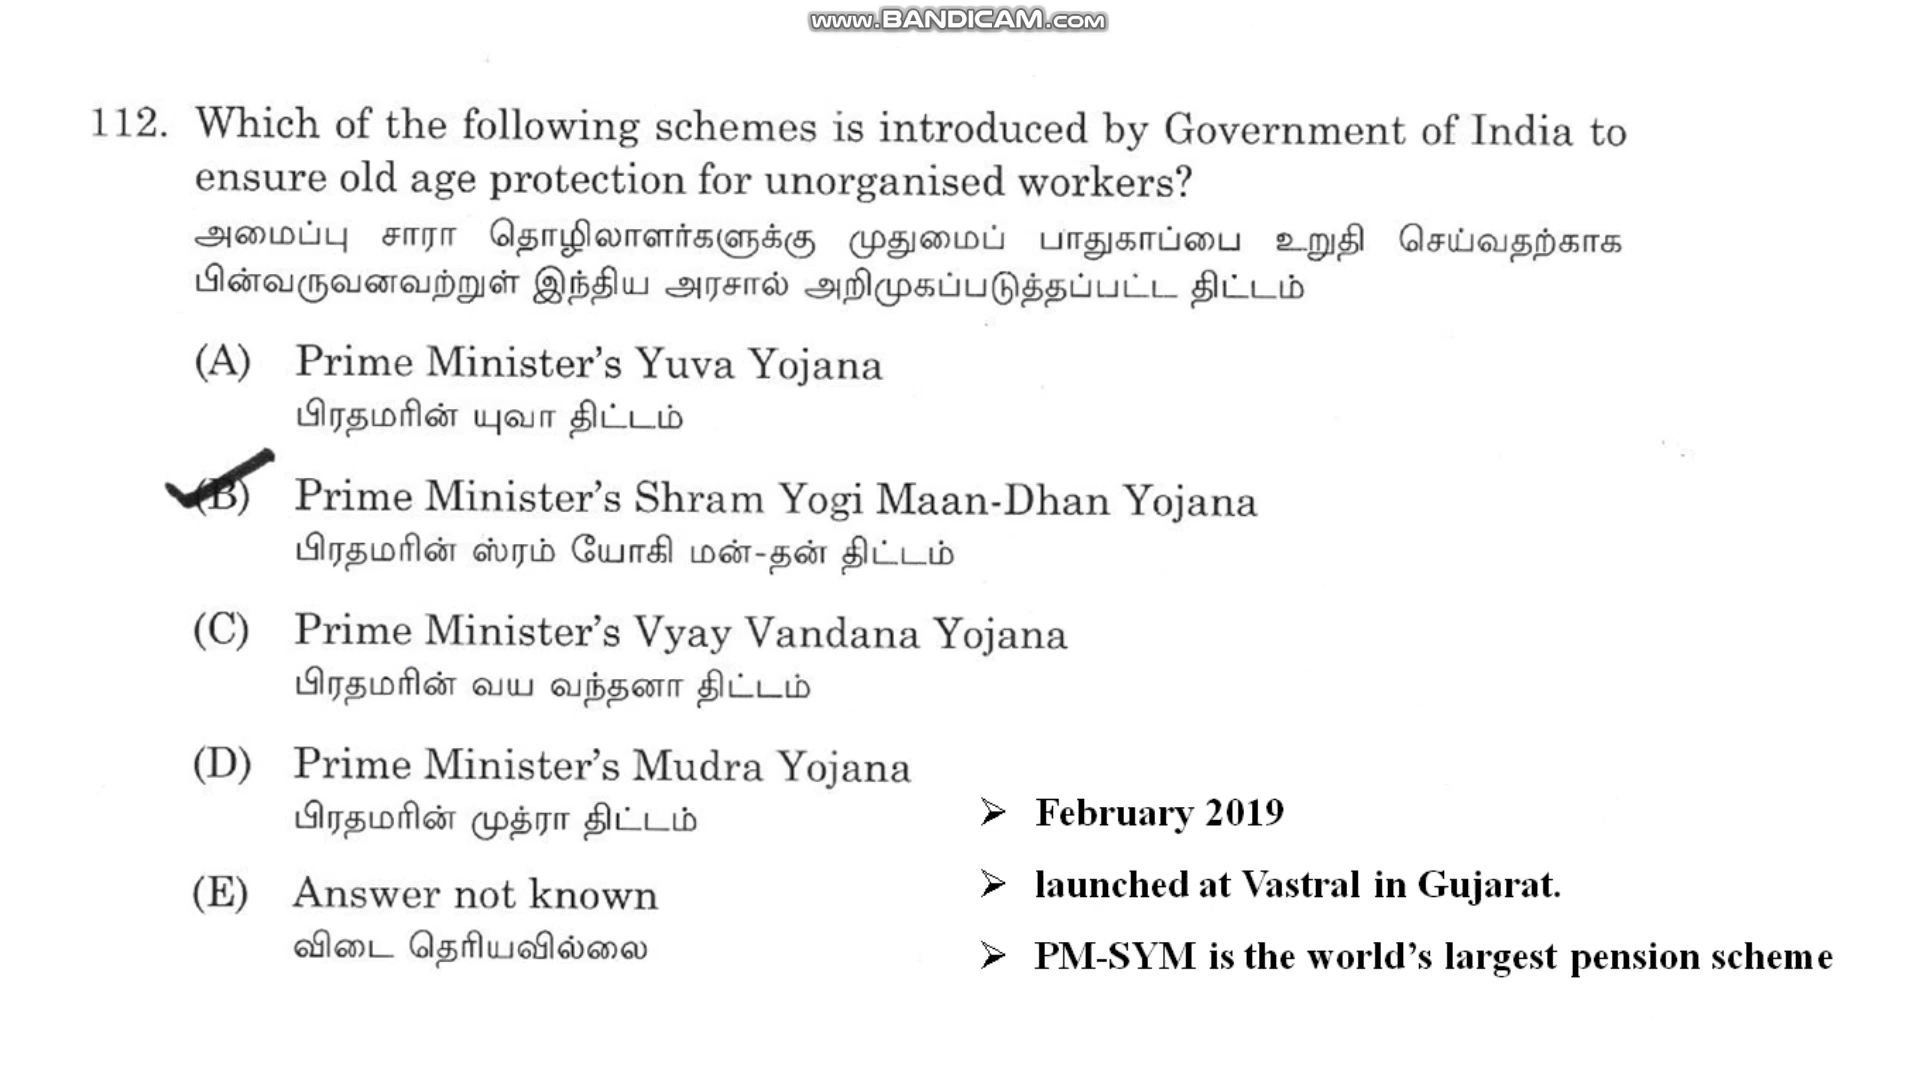 www.BANDICAM.com
112. Which of the following schemes is introduced by Government of India to
ensure old age protection for unorganised workers?
அமைப்பு சாரா தொழிலாளர்களுக்கு முதுமைப் பாதுகாப்பை உறுதி செய்வதற்காக
பின்வருவனவற்றுள் இந்திய அரசால் அறிமுகப்படுத்தப்பட்ட திட்டம்
(A) Prime Minister's Yuva Yojana
பிரதமரின் யுவா திட்டம்
(B) Prime Minister's Shram Yogi Maan-Dhan Yojana
பிரதமரின் ஸ்ரம் யோகி மன்-தன் திட்டம்
(C) Prime Minister's Vyay Vandana Yojana
பிரதமரின் வய வந்தனா திட்டம்
(D) Prime Minister's Mudra Yojana
பிரதமரின் முத்ரா திட்டம்
(E) Answer not known
விடை தெரியவில்லை
➢ February 2019
➢ launched at Vastral in Gujarat.
➢ PM-SYM is the world's largest pension scheme